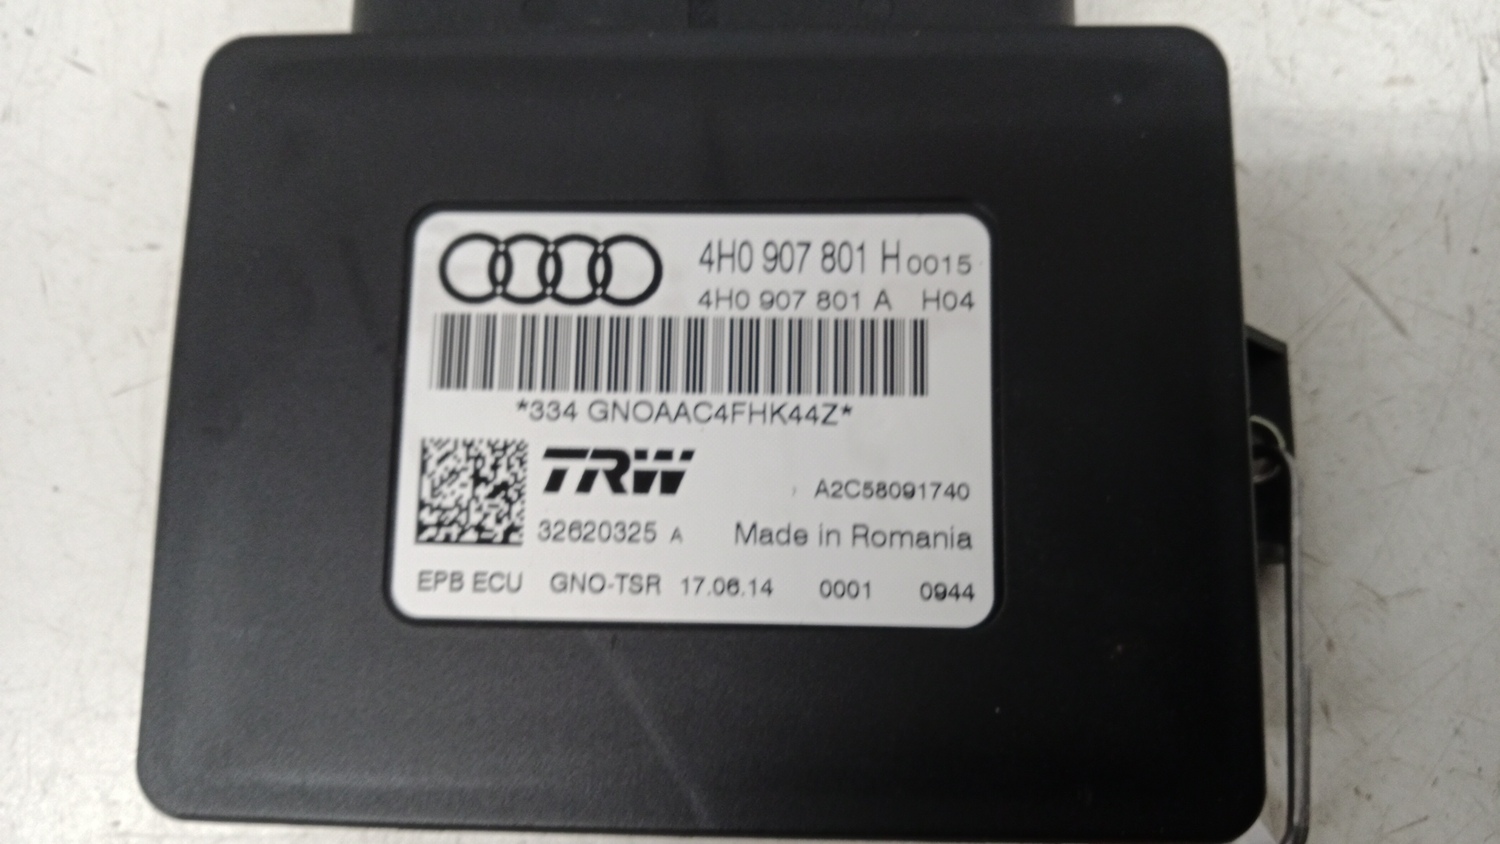 4H0 907 801 H 0015
4H0 907 801 A H04
*334 GNOAAC4FHK44Z*
TRW
A2C58091740
32620325 A Made in Romania
EPB ECU GNO-TSR 17.06.14 0001 0944